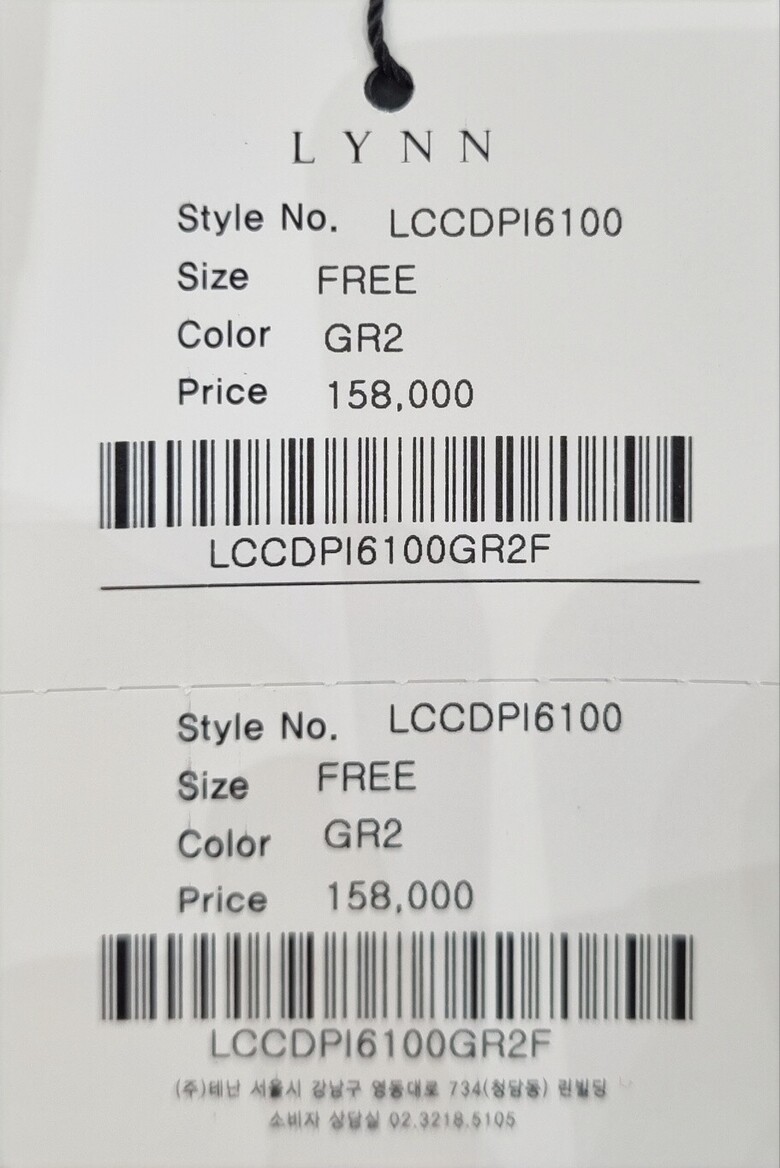 LYNN
Style No. LCCDPI6100
Size FREE
Color GR2
Price 158,000
LCCDPI6100GR2F
Style No. LCCDPI6100
Size FREE
Color GR2
Price 158,000
LCCDPI6100GR2F
(주)테난 서울시 강남구 영동대로 734(청담동) 린빌딩
소비자 상담실 02.3218.5105